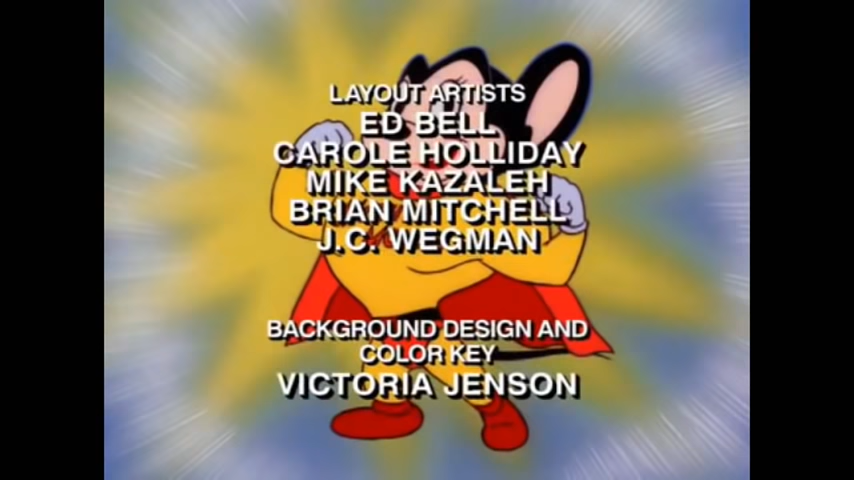 LAYOUT ARTISTS
ED BELL
CAROLE HOLLIDAY
MIKE KAZALEH
BRIAN MITCHELL
J.C. WEGMAN
BACKGROUND DESIGN AND
COLOR KEY
VICTORIA JENSON